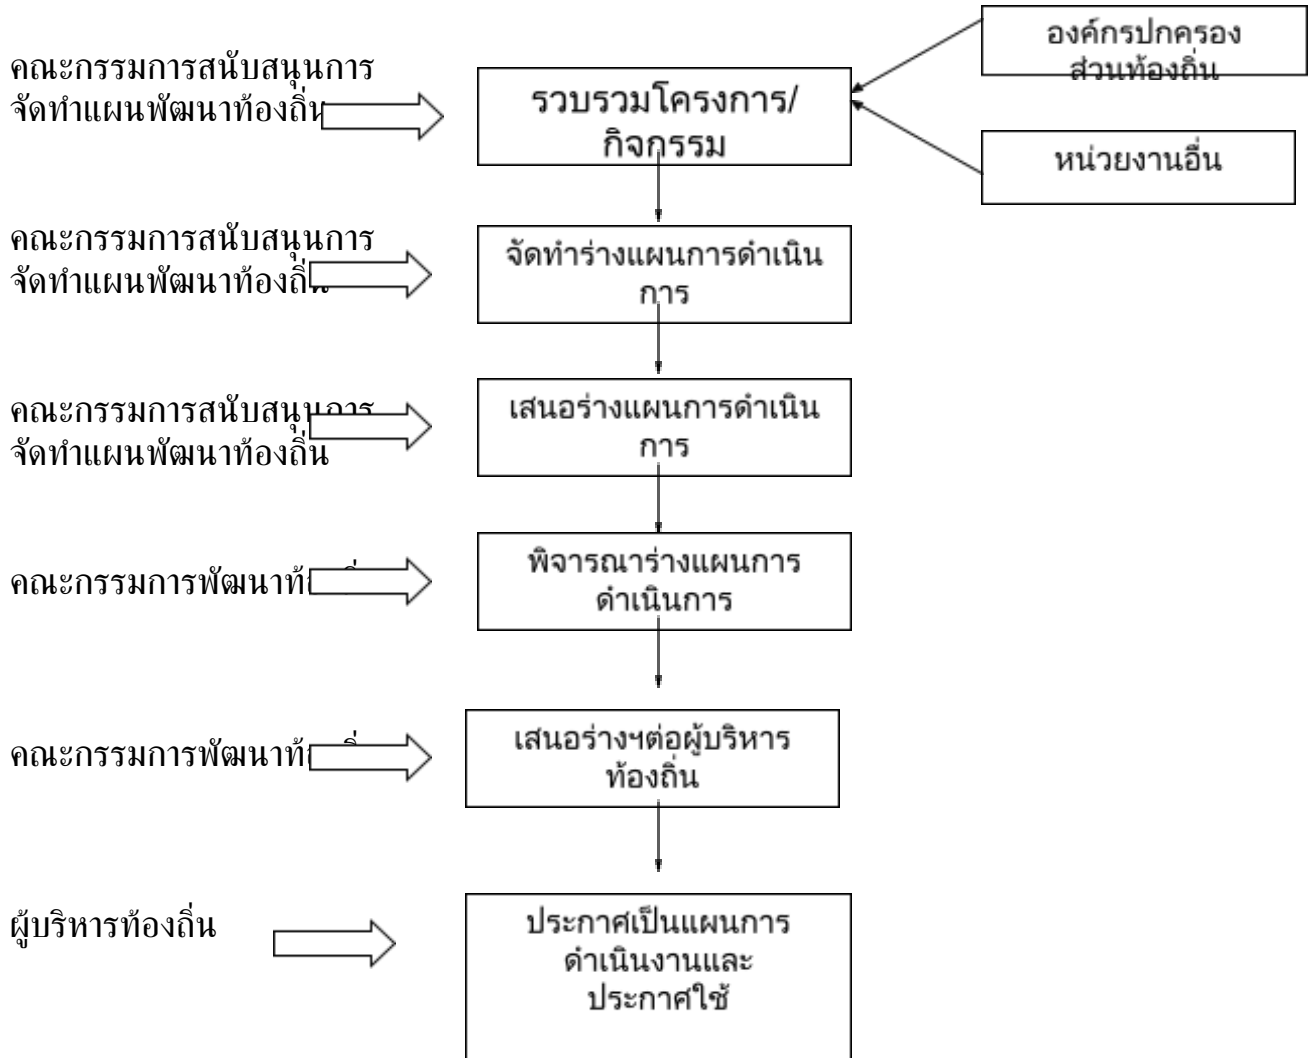 องค์กรปกครอง
ส่วนท้องถิ่น
คณะกรรมการสนับสนุนการ
จัดทำแผนพัฒนาท้องถิ่น
รวบรวมโครงการ/
กิจกรรม
หน่วยงานอื่น
คณะกรรมการสนับสนุนการ
จัดทำแผนพัฒนาท้องถิ่น
จัดทำร่างแผนการดำเนิน
การ
คณะกรรมการสนับสนุนการ
จัดทำแผนพัฒนาท้องถิ่น
เสนอร่างแผนการดำเนิน
การ
คณะกรรมการพัฒนาท้องถิ่น
พิจารณาร่างแผนการ
ดำเนินการ
คณะกรรมการพัฒนาท้องถิ่น
เสนอร่างฯต่อผู้บริหาร
ท้องถิ่น
ผู้บริหารท้องถิ่น
ประกาศเป็นแผนการ
ดำเนินงานและ
ประกาศใช้